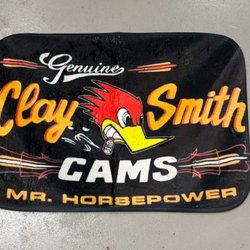 Genuine
Clay Smith
CAMS
MR. HORSEPOWER